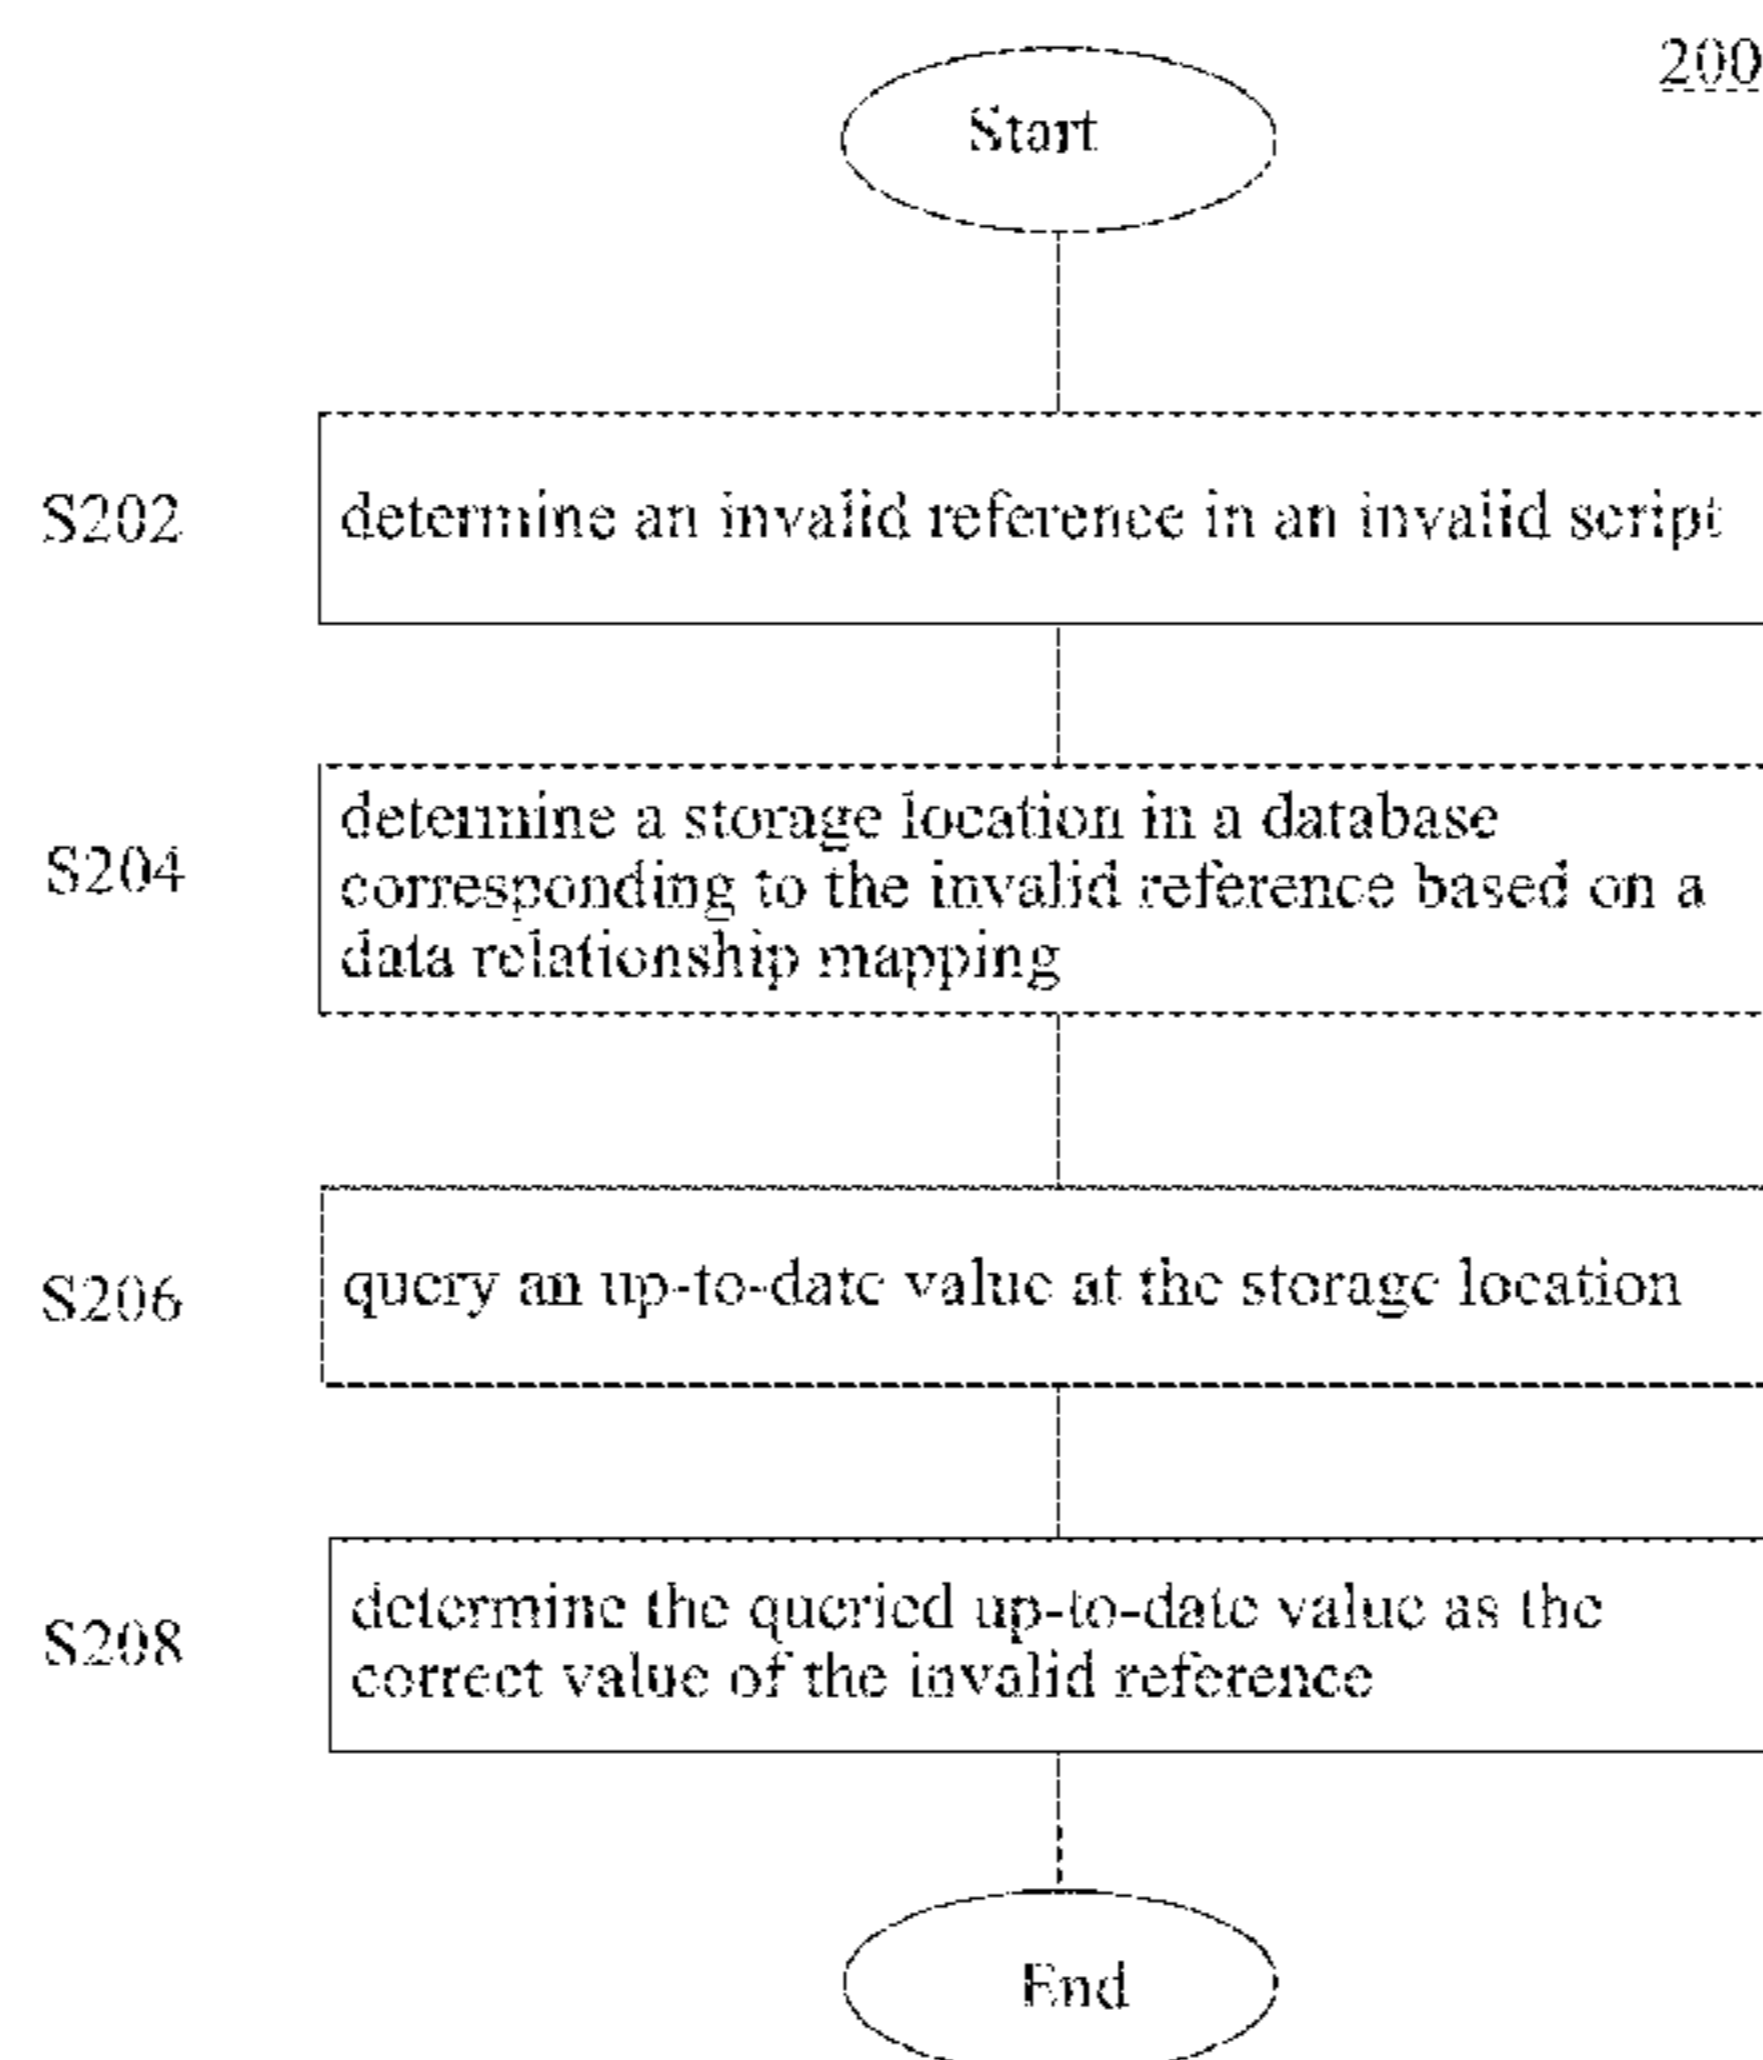 200
Start
S202
determine an invalid reference in an invalid script
S204
determine a storage location in a database
corresponding to the invalid reference based on a
data relationship mapping
S206
query an up-to-date value at the storage location
S208
determine the queried up-to-date value as the
correct value of the invalid reference
End